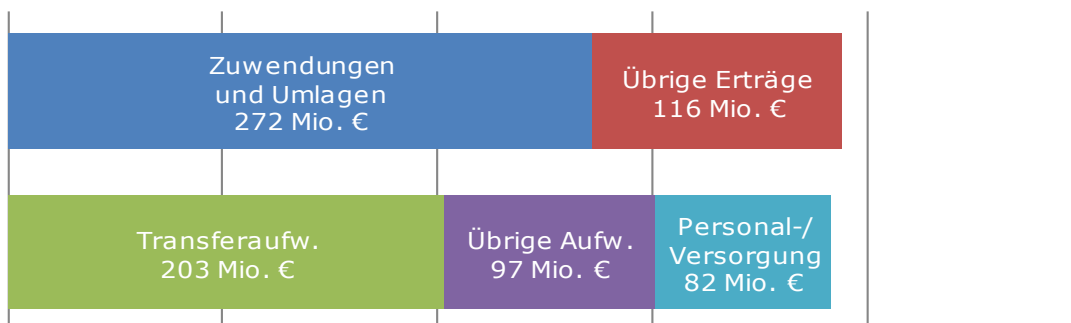 Zuwendungen
und Umlagen
272 Mio. €
Übrige Erträge
116 Mio. €
Transferaufw.
203 Mio. €
Übrige Aufw.
97 Mio. €
Personal-/
Versorgung
82 Mio. €